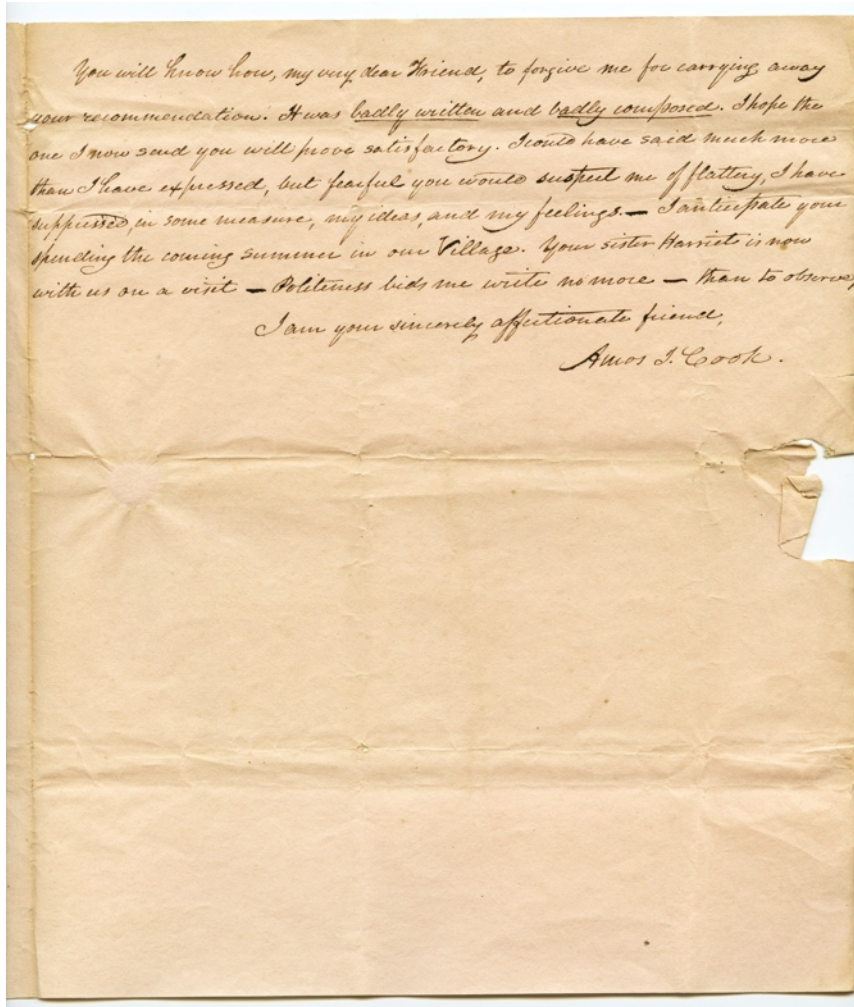 You will know how, my very dear Friend, to forgive me for carrying away
your recommendation. It was badly written and badly composed. I hope the
one I now send you will prove satisfactory. I could have said much more
than I have expressed, but fearful you would suspect me of flattery, I have
suppressed, in some measure, my ideas, and my feelings. — I anticipate your
spending the coming summer in our Village. Your sister Harriet is now
with us on a visit — Politeness bids me write no more — than to observe,
I am your sincerely affectionate friend,
Amos J. Cook.